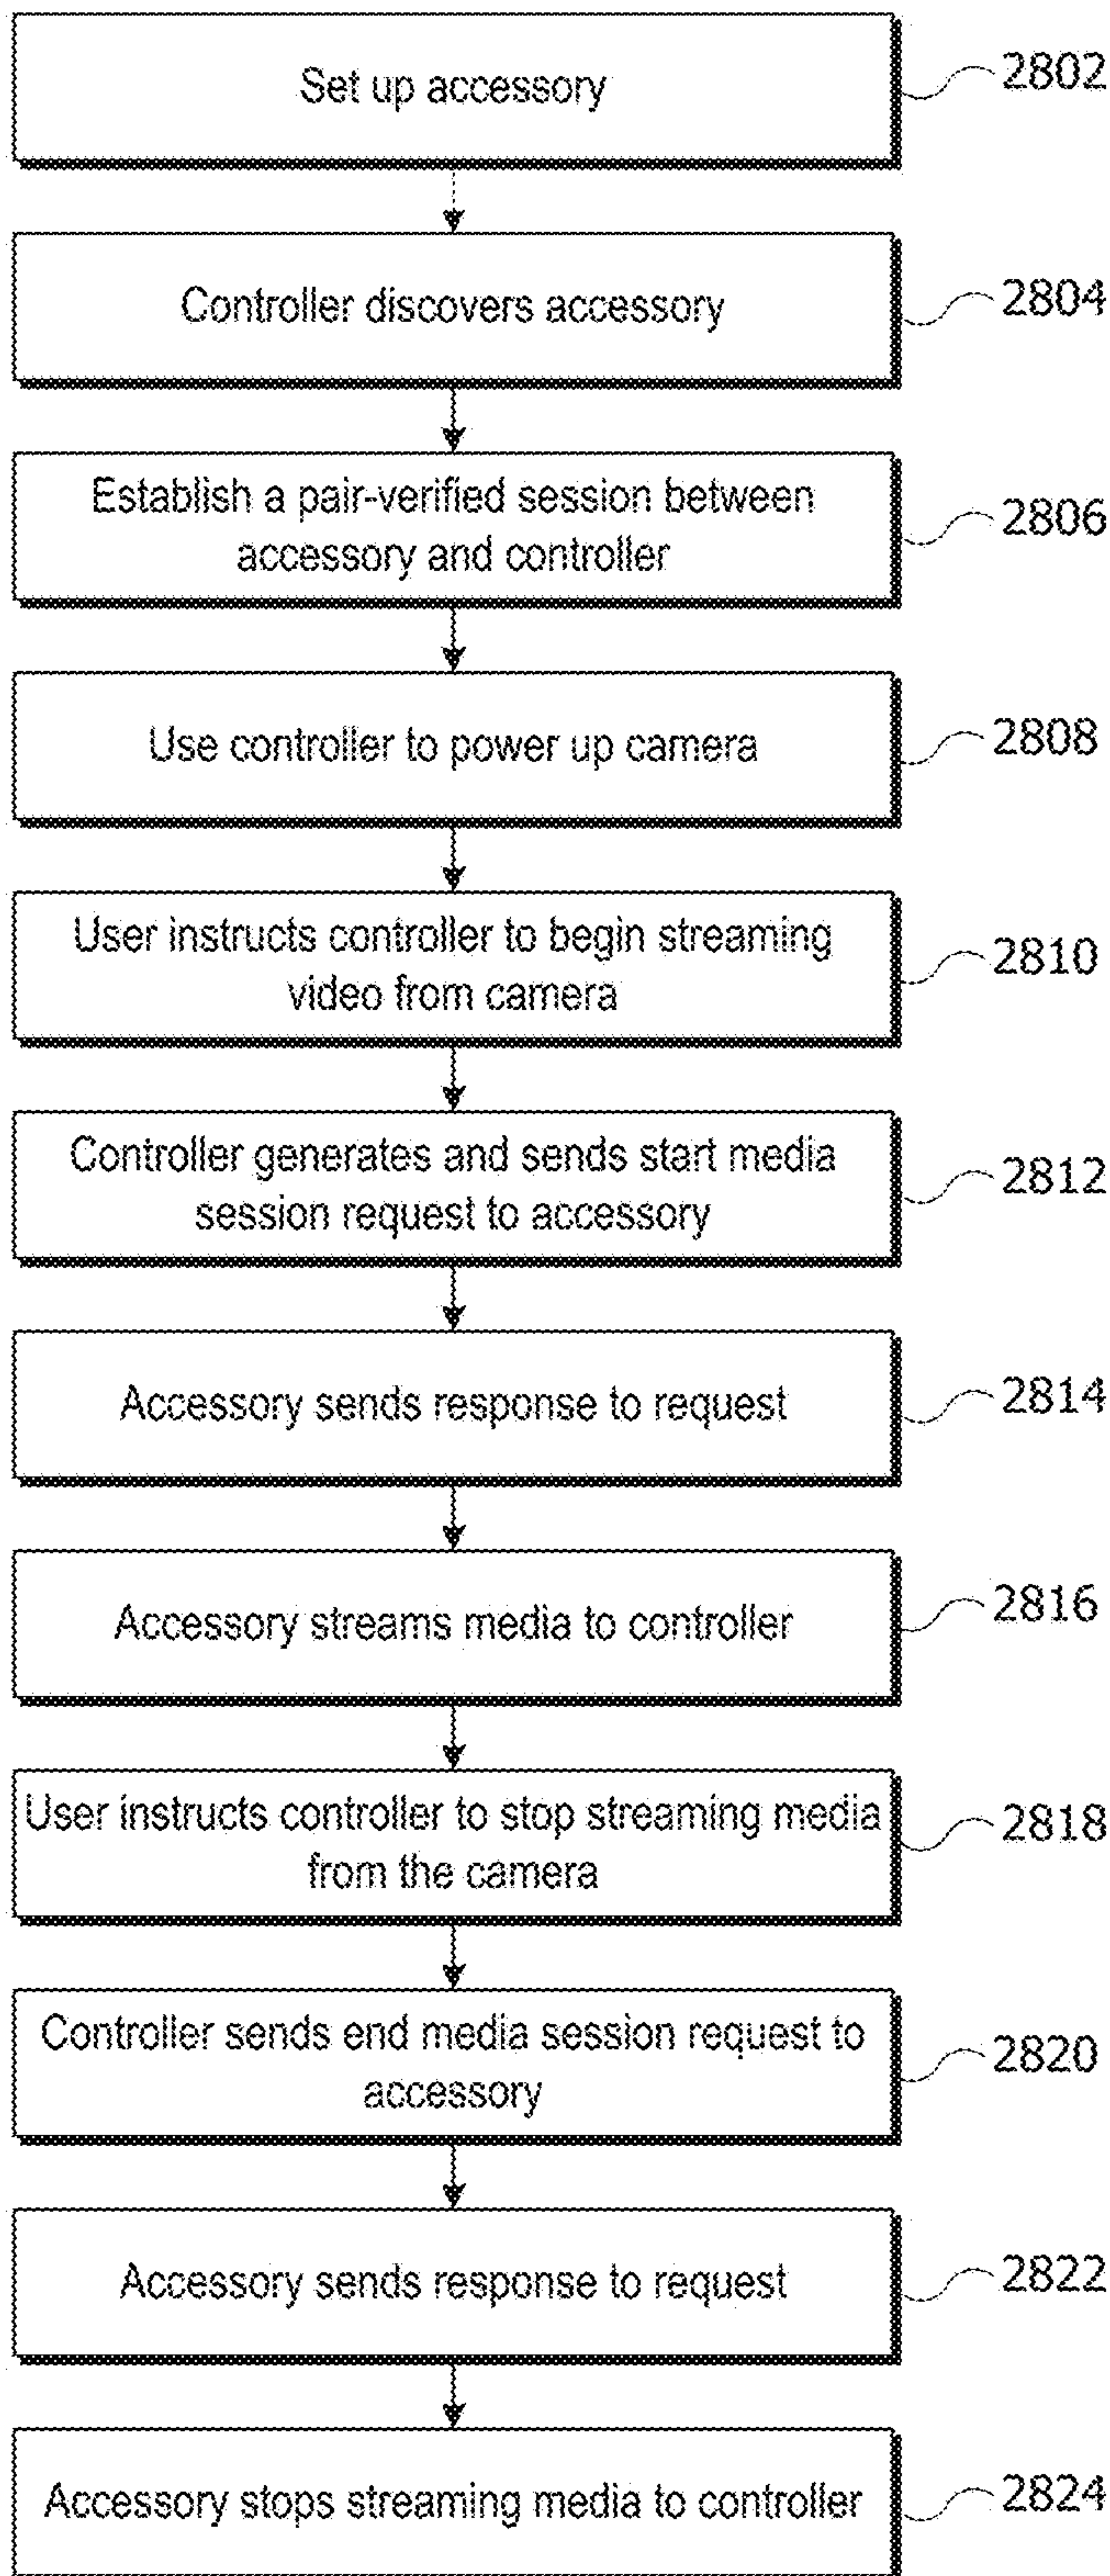 Set up accessory
2802
Controller discovers accessory
2804
Establish a pair-verified session between
accessory and controller
2806
Use controller to power up camera
2808
User instructs controller to begin streaming
video from camera
2810
Controller generates and sends start media
session request to accessory
2812
Accessory sends response to request
2814
Accessory streams media to controller
2816
User instructs controller to stop streaming media
from the camera
2818
Controller sends end media session request to
accessory
2820
Accessory sends response to request
2822
Accessory stops streaming media to controller
2824